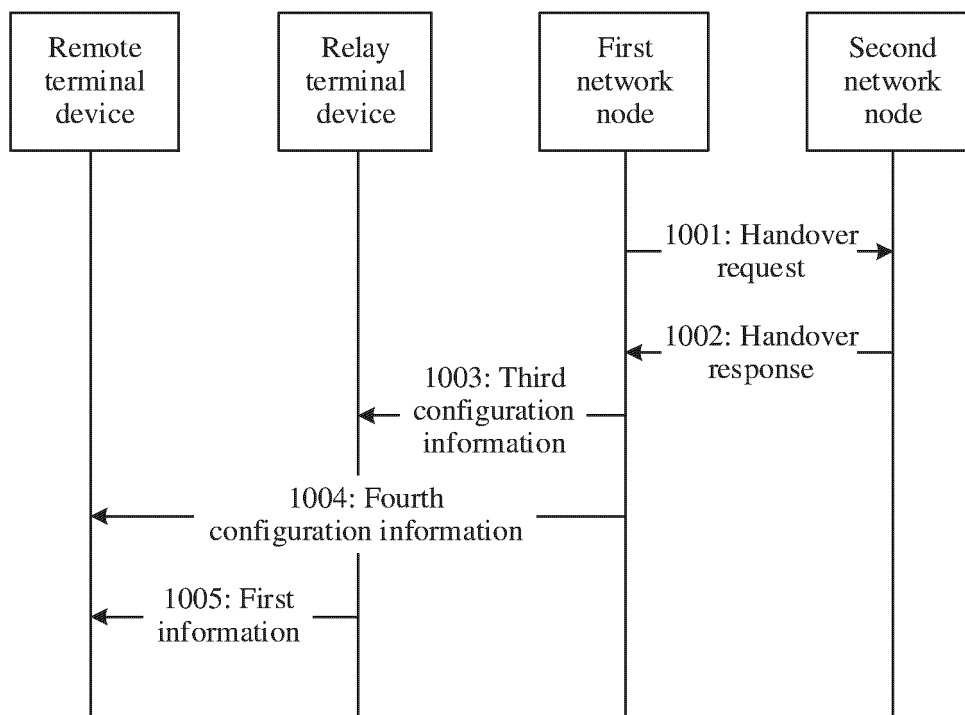 Remote
terminal
device
Relay
terminal
device
First
network
node
Second
network
node
1001: Handover
request
1002: Handover
response
1003: Third
configuration
information
1004: Fourth
configuration information
1005: First
information